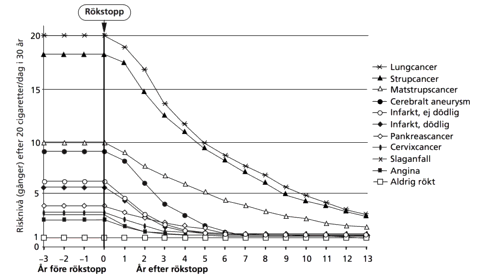 Rökstopp
Risknivå (gånger) efter 20 cigaretter/dag i 30 år
20
15
10
5
1
0
–3 –2 –1 0 1 2 3 4 5 6 7 8 9 10 11 12 13
År före rökstopp År efter rökstopp
Lungcancer
Strupcancer
Matstrupscancer
Cerebralt aneurysm
Infarkt, ej dödlig
Infarkt, dödlig
Pankreascancer
Cervixcancer
Slaganfall
Angina
Aldrig rökt